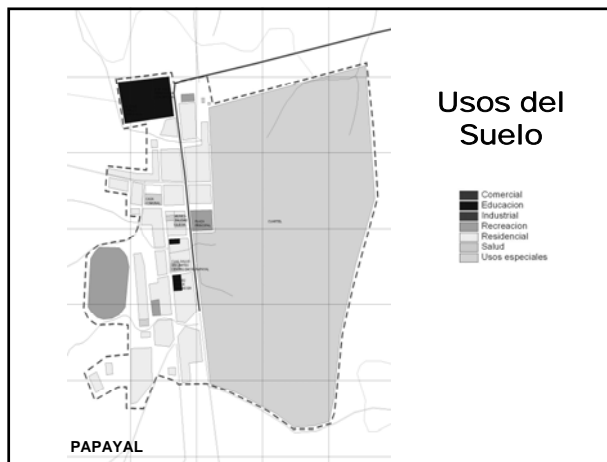 Usos del
Suelo
Comercial
Educacion
Industrial
Recreacion
Residencial
Salud
Usos especiales
PAPAYAL